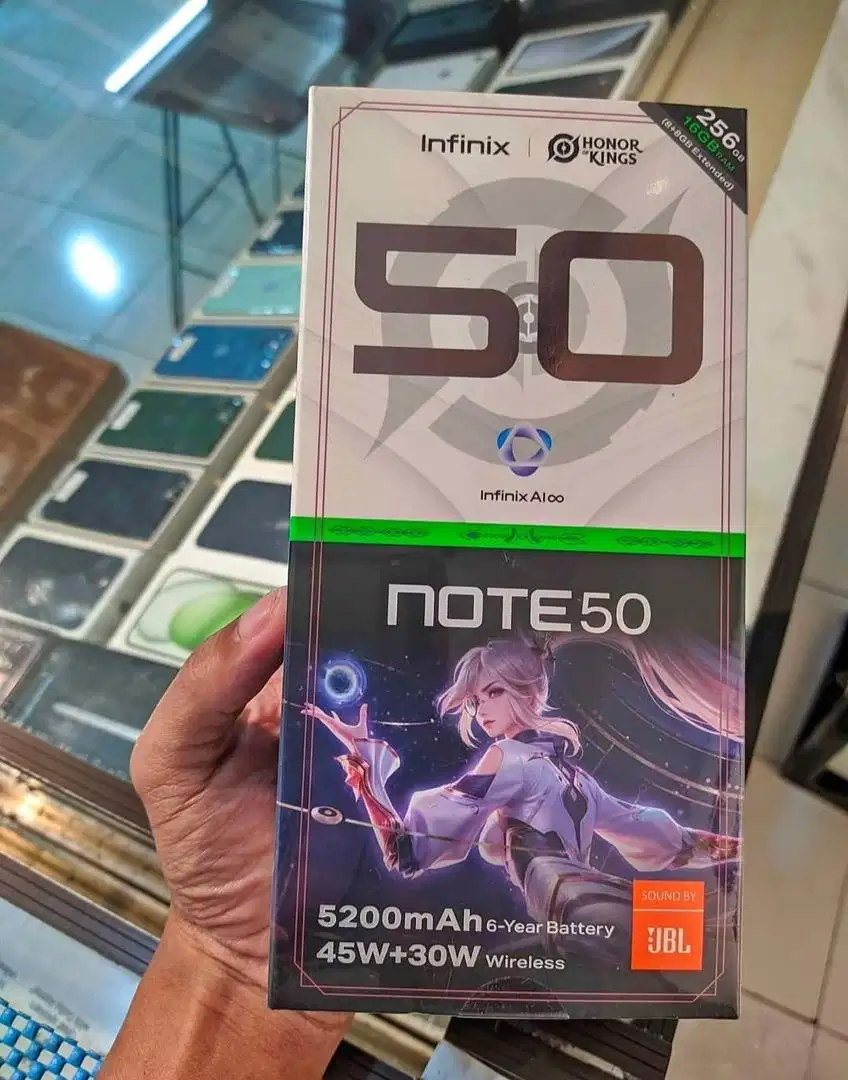 Infinix | HONOR OF KINGS
256GB
16GB RAM
(8+8GB Extended)
50
Infinix AI∞
NOTE 50
5200mAh 6-Year Battery
45W+30W Wireless
SOUND BY
JBL